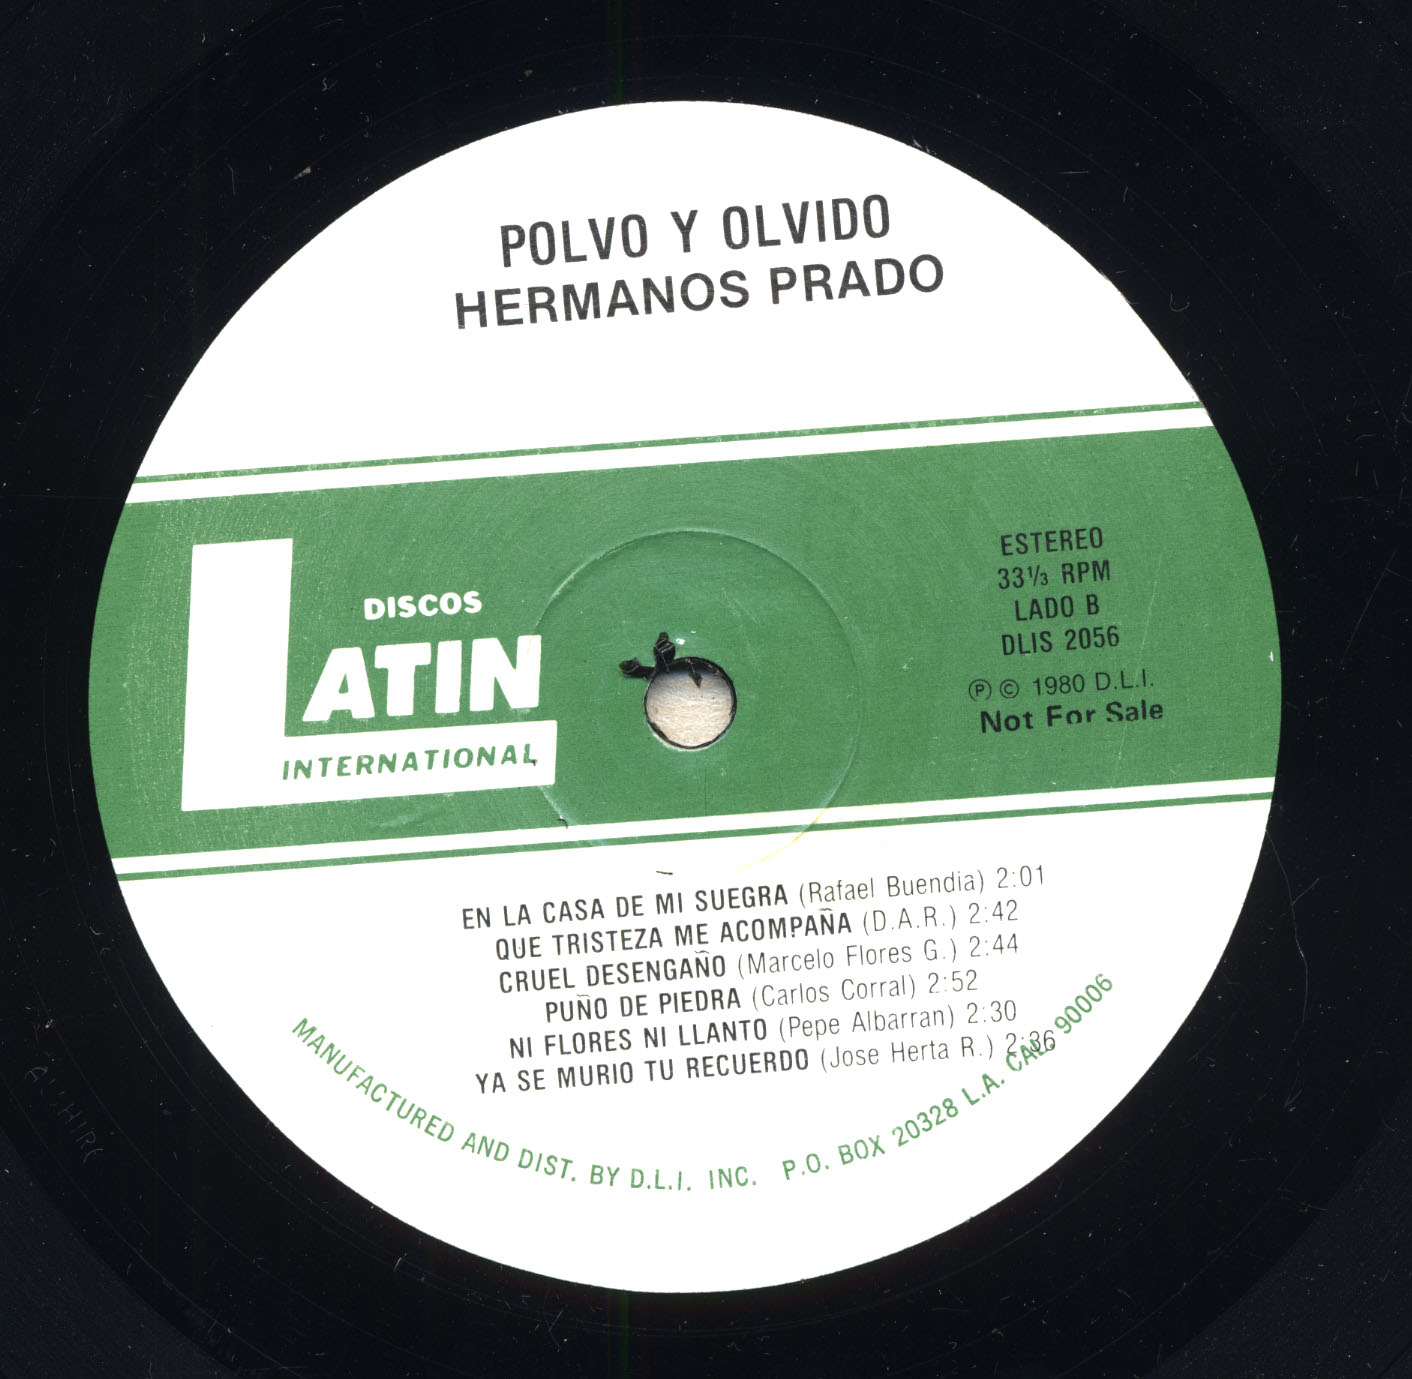 POLVO Y OLVIDO
HERMANOS PRADO
DISCOS
LATIN
INTERNATIONAL
ESTEREO
33⅓ RPM
LADO B
DLIS 2056
Ⓟ © 1980 D.L.I.
Not For Sale
EN LA CASA DE MI SUEGRA (Rafael Buendia) 2:01
QUE TRISTEZA ME ACOMPAÑA (D.A.R.) 2:42
CRUEL DESENGAÑO (Marcelo Flores G.) 2:44
PUÑO DE PIEDRA (Carlos Corral) 2:52
NI FLORES NI LLANTO (Pepe Albarran) 2:30
YA SE MURIO TU RECUERDO (Jose Herta R.) 2:36
MANUFACTURED AND DIST. BY D.L.I. INC. P.O. BOX 20328 L.A. CAL. 90006